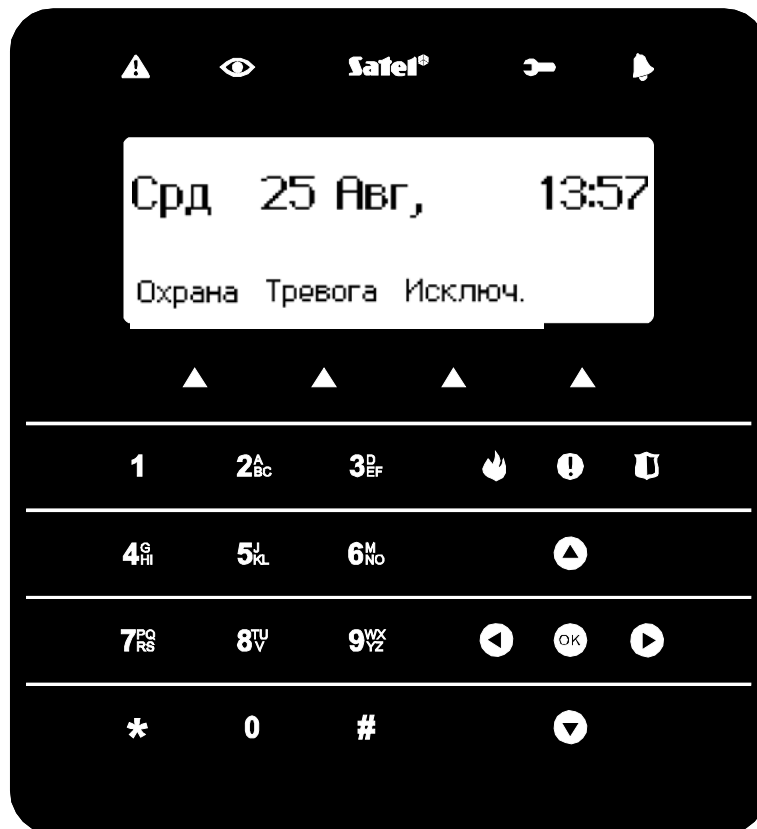 Satel®
Срд 25 Авг, 13:57
Охрана Тревога Исключ.
1 2ABC 3DEF
4GHI 5JKL 6MNO
7PQRS 8TUV 9WXYZ OK
* 0 #